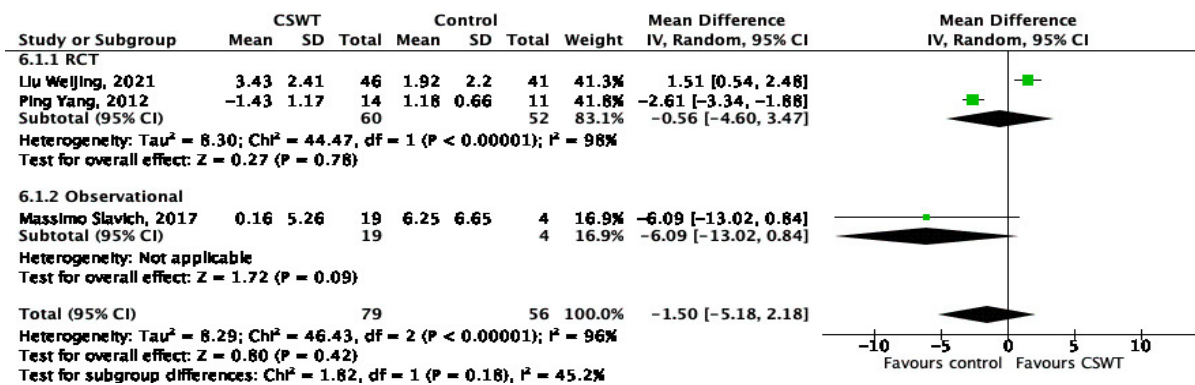 CSWT Control Mean Difference Mean Difference
Study or Subgroup Mean SD Total Mean SD Total Weight IV, Random, 95% CI IV, Random, 95% CI
6.1.1 RCT
Liu Weijing, 2021 3.43 2.41 46 1.92 2.2 41 41.3% 1.51 [0.54, 2.48]
Ping Yang, 2012 −1.43 1.17 14 1.18 0.66 11 41.8% −2.61 [−3.34, −1.88]
Subtotal (95% CI) 60 52 83.1% −0.56 [−4.60, 3.47]
Heterogeneity: Tau² = 8.30; Chi² = 44.47, df = 1 (P < 0.00001); I² = 98%
Test for overall effect: Z = 0.27 (P = 0.78)
6.1.2 Observational
Massimo Slavich, 2017 0.16 5.26 19 6.25 6.65 4 16.9% −6.09 [−13.02, 0.84]
Subtotal (95% CI) 19 4 16.9% −6.09 [−13.02, 0.84]
Heterogeneity: Not applicable
Test for overall effect: Z = 1.72 (P = 0.09)
Total (95% CI) 79 56 100.0% −1.50 [−5.18, 2.18]
Heterogeneity: Tau² = 8.29; Chi² = 46.43, df = 2 (P < 0.00001); I² = 96%
Test for overall effect: Z = 0.80 (P = 0.42)
Test for subgroup differences: Chi² = 1.82, df = 1 (P = 0.18), I² = 45.2%
−10 −5 0 5 10
Favours control Favours CSWT